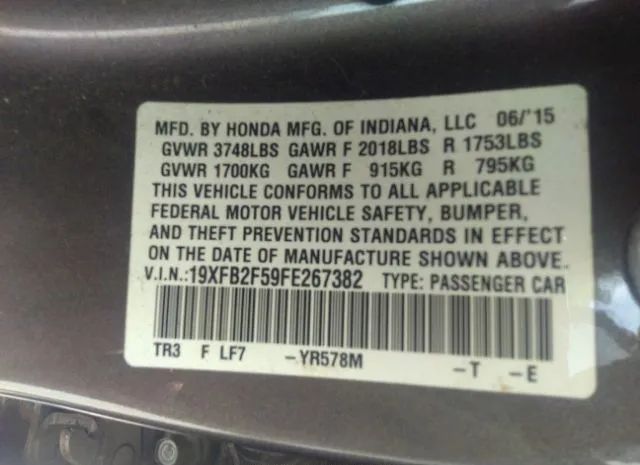 MFD. BY HONDA MFG. OF INDIANA, LLC 06/'15
GVWR 3748LBS GAWR F 2018LBS R 1753LBS
GVWR 1700KG GAWR F 915KG R 795KG
THIS VEHICLE CONFORMS TO ALL APPLICABLE
FEDERAL MOTOR VEHICLE SAFETY, BUMPER,
AND THEFT PREVENTION STANDARDS IN EFFECT
ON THE DATE OF MANUFACTURE SHOWN ABOVE.
V.I.N.:19XFB2F59FE267382 TYPE: PASSENGER CAR
TR3 F LF7 -YR578M -T -E